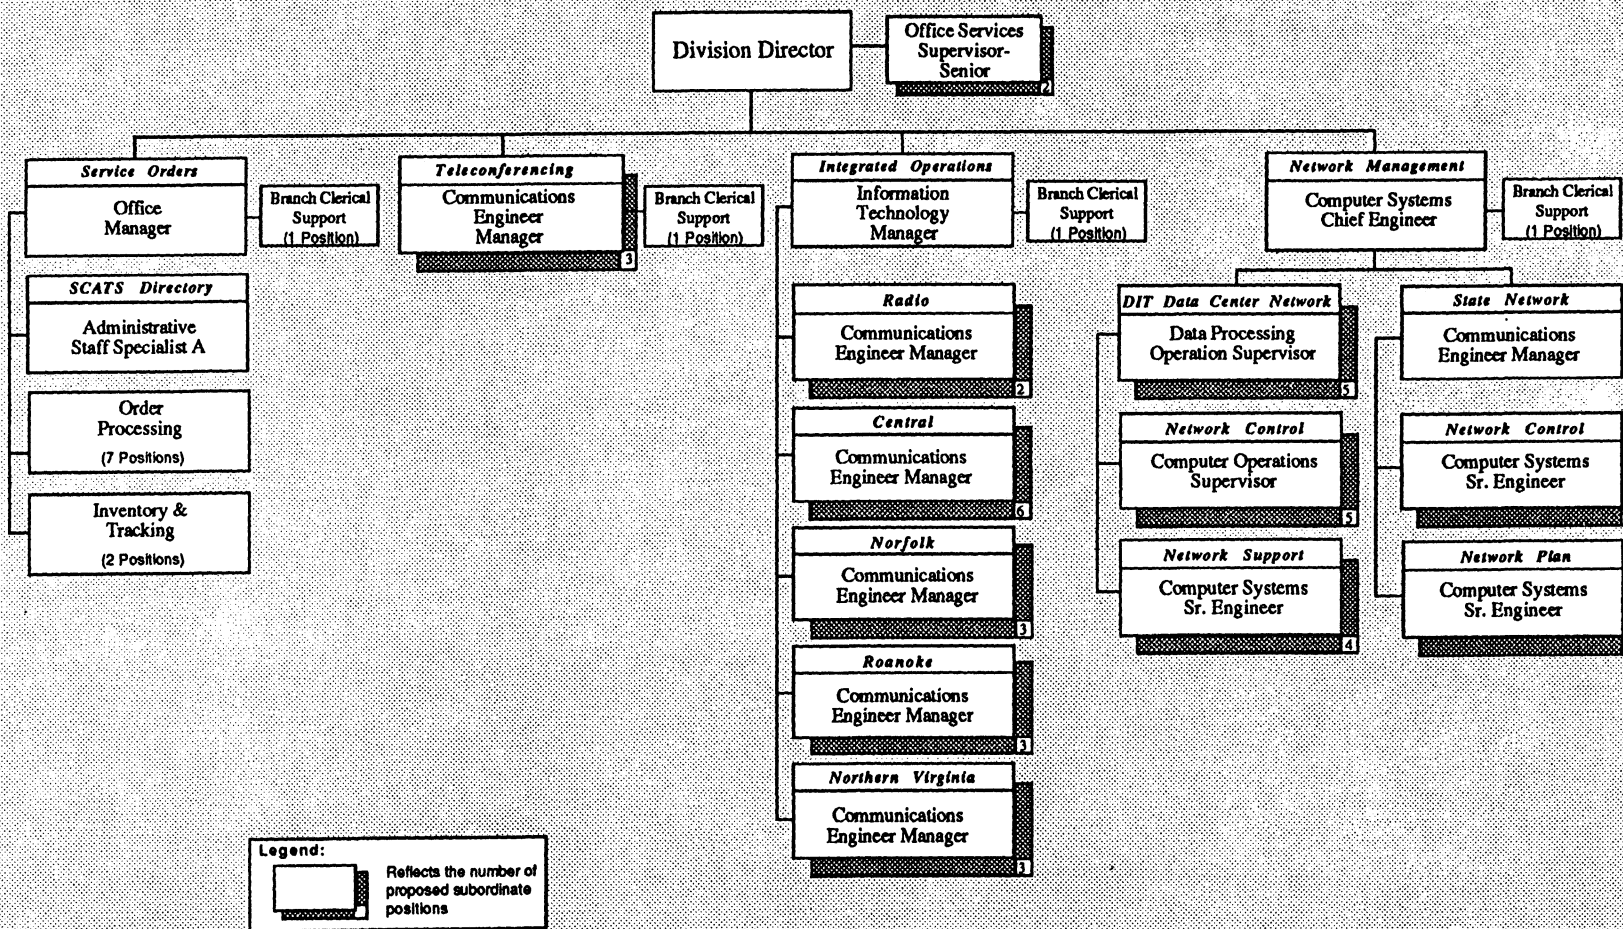 Division Director
Office Services
Supervisor-
Senior
2
Service Orders
Office
Manager
Branch Clerical
Support
(1 Position)
SCATS Directory
Administrative
Staff Specialist A
Order
Processing
(7 Positions)
Inventory &
Tracking
(2 Positions)
Teleconferencing
Communications
Engineer
Manager
3
Branch Clerical
Support
(1 Position)
Integrated Operations
Information
Technology
Manager
Branch Clerical
Support
(1 Position)
Radio
Communications
Engineer Manager
2
Central
Communications
Engineer Manager
6
Norfolk
Communications
Engineer Manager
3
Roanoke
Communications
Engineer Manager
3
Northern Virginia
Communications
Engineer Manager
3
Network Management
Computer Systems
Chief Engineer
Branch Clerical
Support
(1 Position)
DIT Data Center Network
Data Processing
Operation Supervisor
5
Network Control
Computer Operations
Supervisor
5
Network Support
Computer Systems
Sr. Engineer
4
State Network
Communications
Engineer Manager
Network Control
Computer Systems
Sr. Engineer
Network Plan
Computer Systems
Sr. Engineer
Legend:
Reflects the number of
proposed subordinate
positions